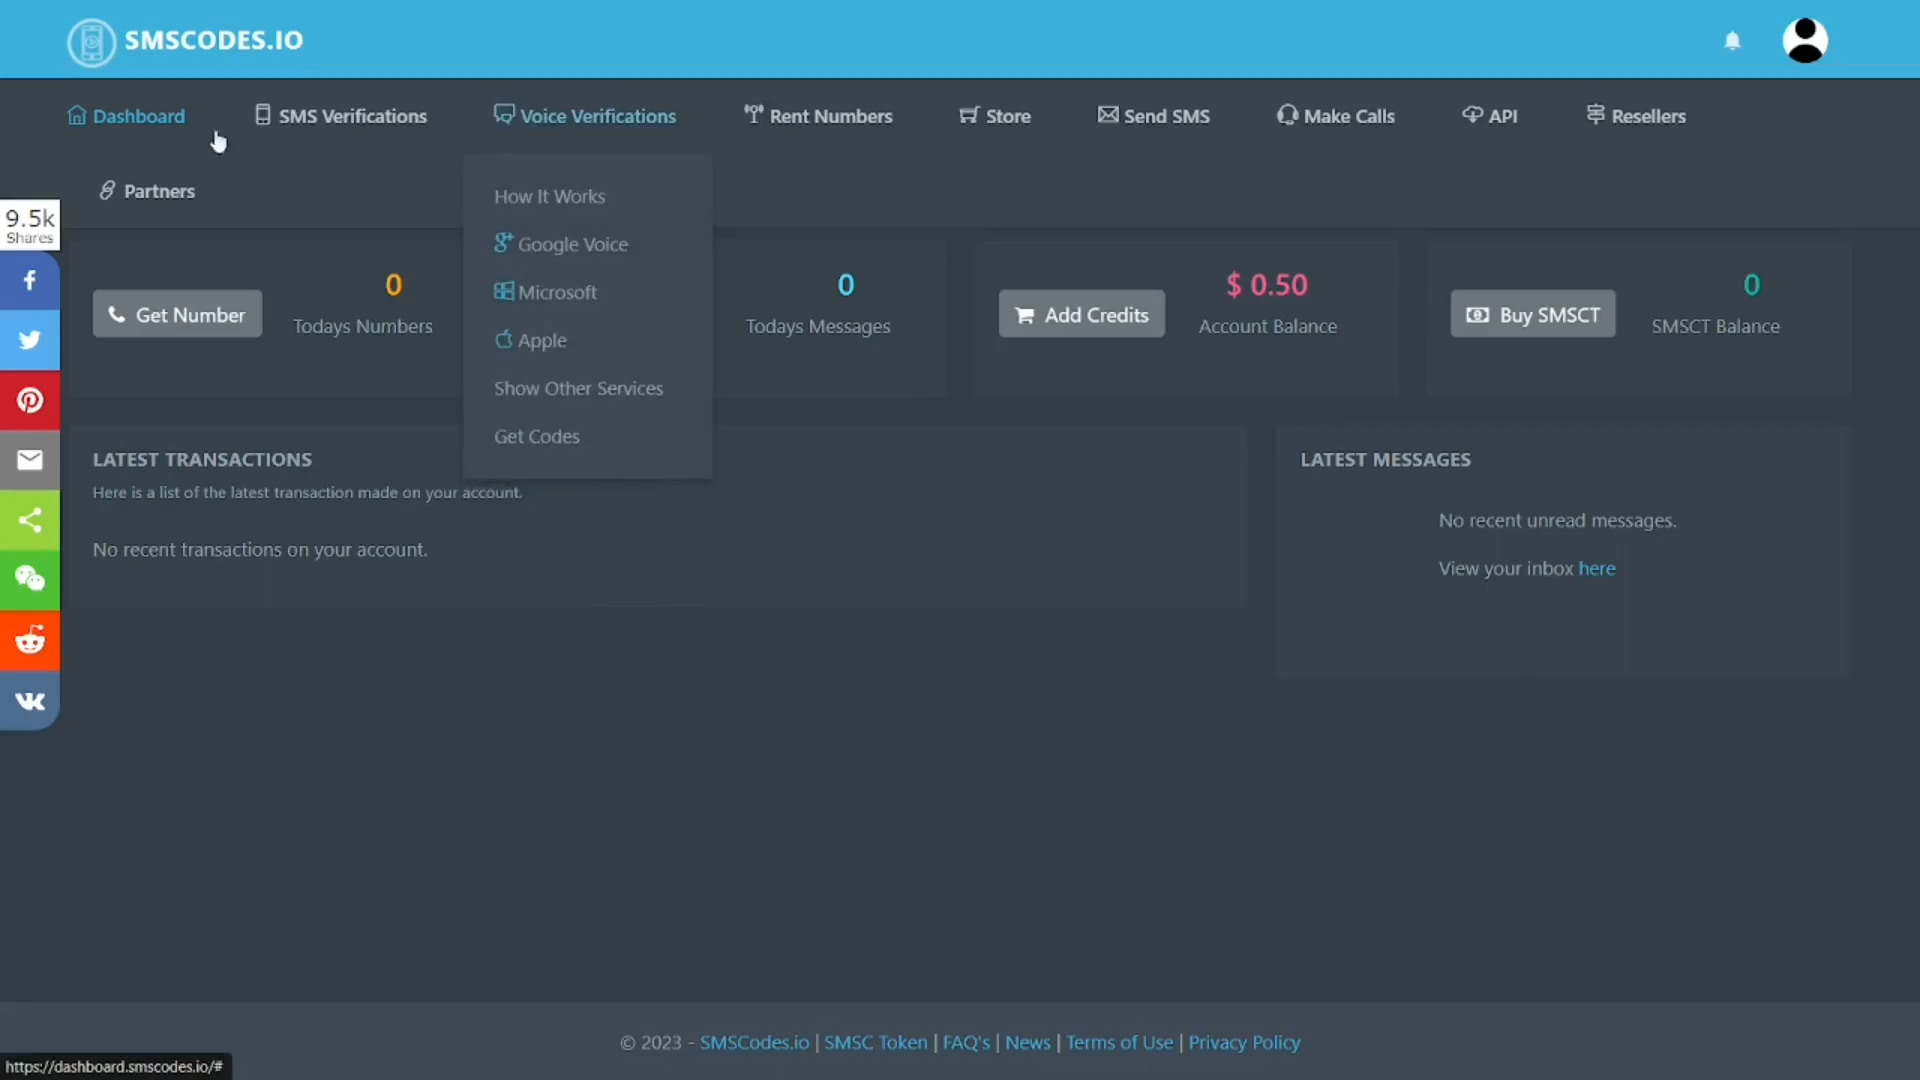 SMSCODES.IO
Dashboard
SMS Verifications
Voice Verifications
Rent Numbers
Store
Send SMS
Make Calls
API
Resellers
Partners
9.5k
Shares
How It Works
Google Voice
Microsoft
Apple
Show Other Services
Get Codes
Get Number
0
Todays Numbers
0
Todays Messages
Add Credits
$ 0.50
Account Balance
Buy SMSCT
0
SMSCT Balance
LATEST TRANSACTIONS
Here is a list of the latest transaction made on your account.
No recent transactions on your account.
LATEST MESSAGES
No recent unread messages.
View your inbox here
© 2023 - SMSCodes.io | SMSC Token | FAQ's | News | Terms of Use | Privacy Policy
https://dashboard.smscodes.io/#